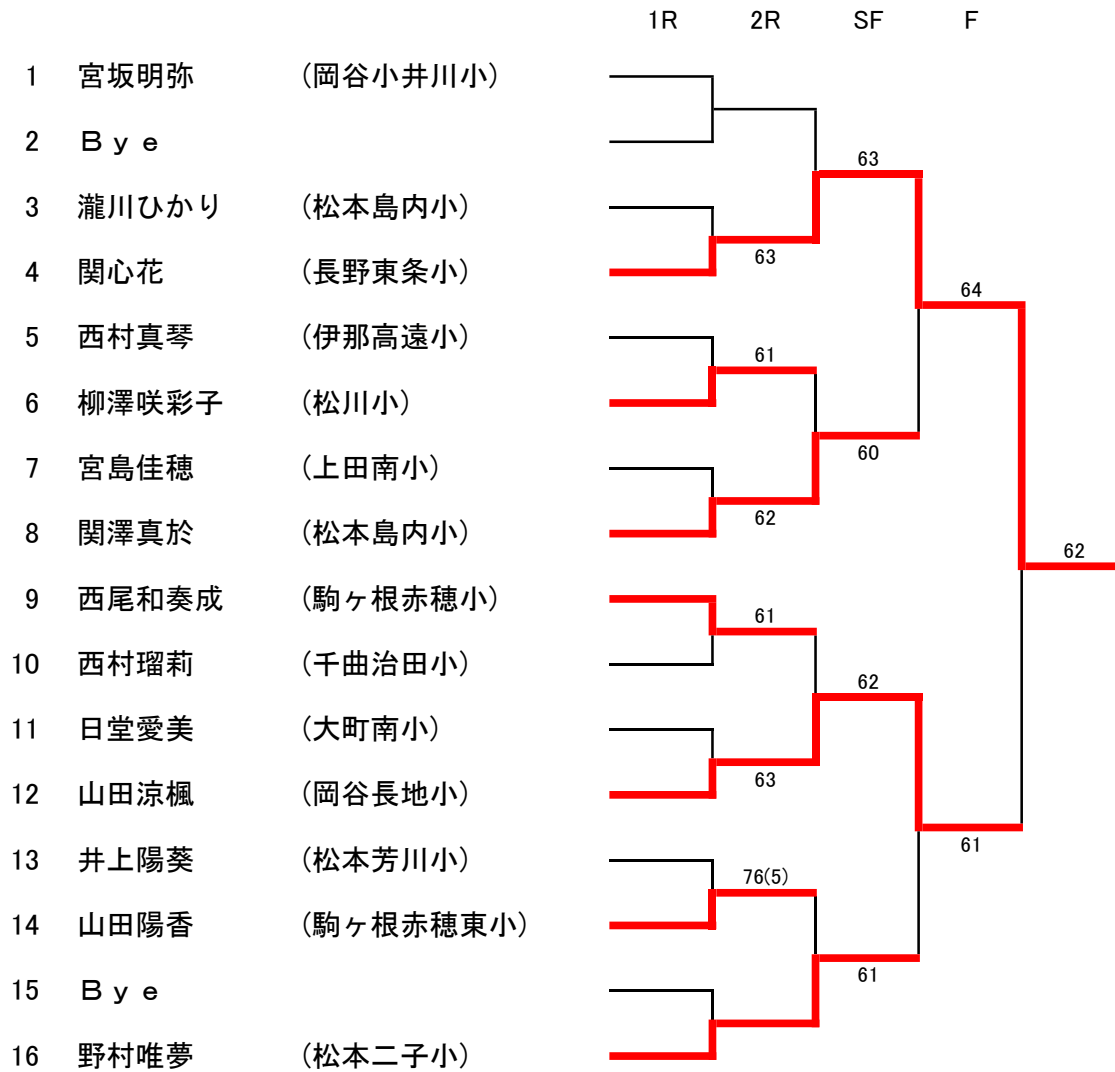 1R 2R SF F
1 宮坂明弥 (岡谷小井川小)
2 Ｂｙｅ
63
3 瀧川ひかり (松本島内小)
63
4 関心花 (長野東条小)
64
5 西村真琴 (伊那高遠小)
61
6 柳澤咲彩子 (松川小)
60
7 宮島佳穂 (上田南小)
62
8 関澤真於 (松本島内小)
62
9 西尾和奏成 (駒ヶ根赤穂小)
61
10 西村瑠莉 (千曲治田小)
62
11 日堂愛美 (大町南小)
63
12 山田涼楓 (岡谷長地小)
61
13 井上陽葵 (松本芳川小)
76(5)
14 山田陽香 (駒ヶ根赤穂東小)
61
15 Ｂｙｅ
16 野村唯夢 (松本二子小)